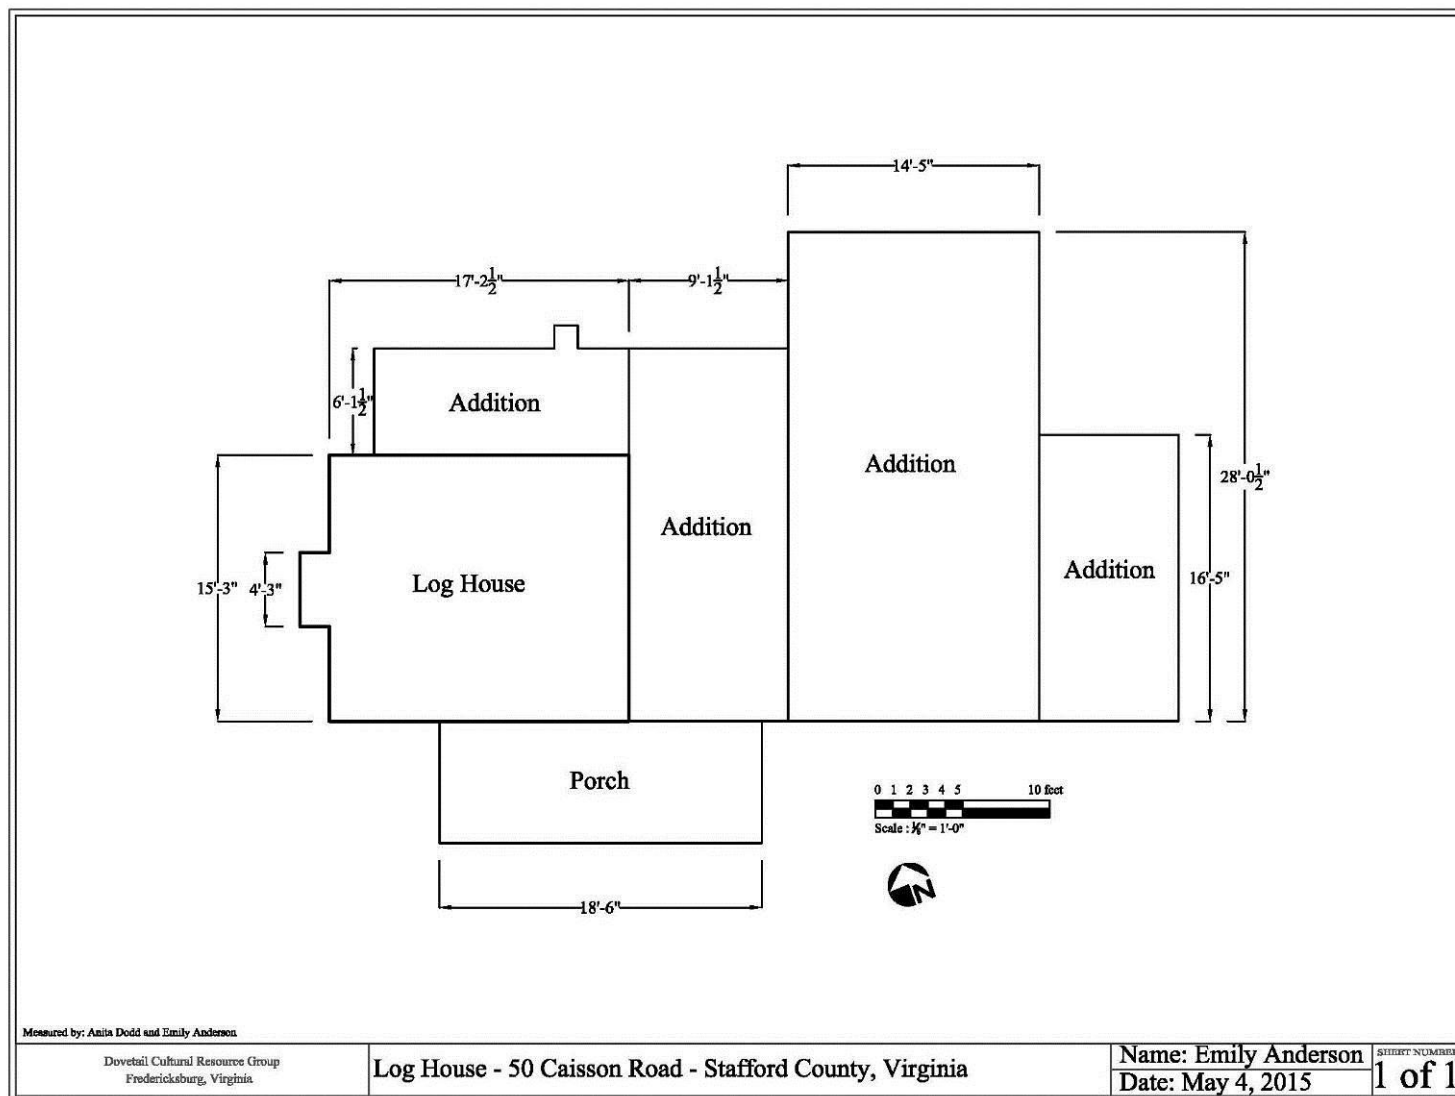 14'-5"
17'-2½"
9'-1½"
6'-1½"
Addition
Addition
28'-0½"
Addition
Addition
16'-5"
15'-3"
4'-3"
Log House
Porch
0 1 2 3 4 5 10 feet
Scale : ⅛" = 1'-0"
N
18'-6"
Measured by: Anita Dodd and Emily Anderson
Dovetail Cultural Resource Group
Fredericksburg, Virginia
Log House - 50 Caisson Road - Stafford County, Virginia
Name: Emily Anderson
Date: May 4, 2015
SHEET NUMBER
1 of 1